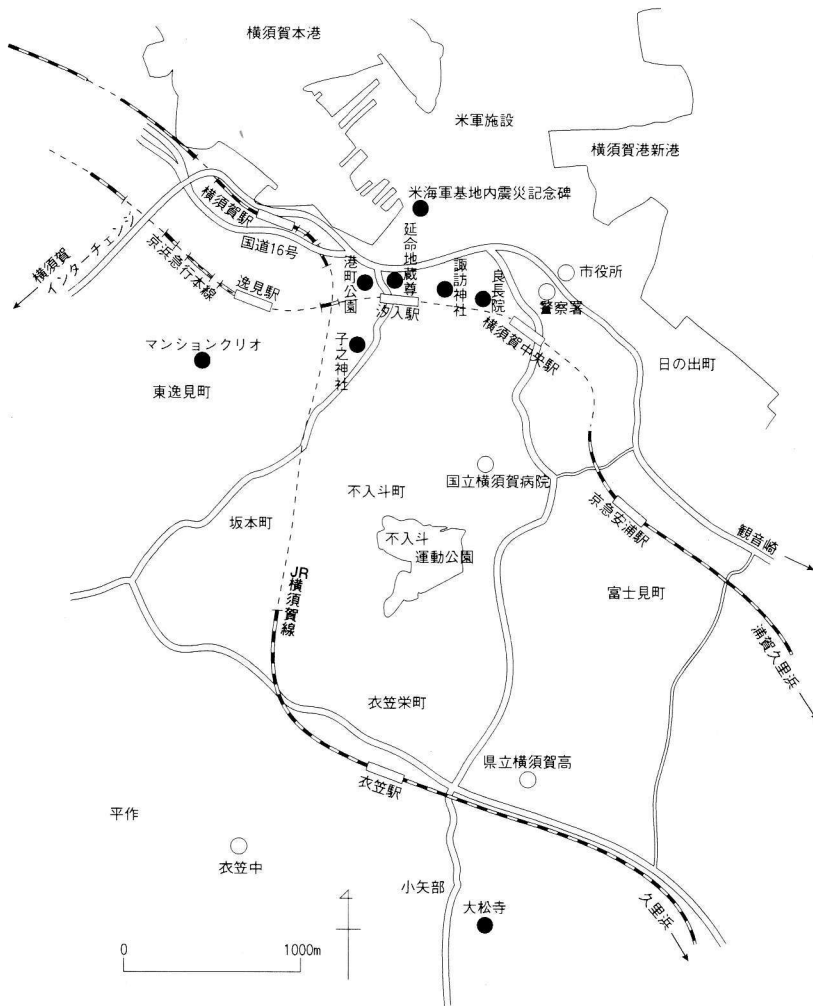 横須賀本港
米軍施設
横須賀港新港
米海軍基地内震災記念碑
横須賀駅
国道16号
横須賀
インターチェンジ
京浜急行本線
逸見駅
港町公園
延命地蔵尊
汐入駅
諏訪神社
良長院
市役所
警察署
横須賀中央駅
子之神社
マンションクリオ
東逸見町
日の出町
国立横須賀病院
不入斗町
坂本町
不入斗
運動公園
京急安浦駅
観音崎
富士見町
浦賀久里浜
JR横須賀線
衣笠栄町
衣笠駅
県立横須賀高
平作
衣笠中
小矢部
大松寺
久里浜
0
1000m